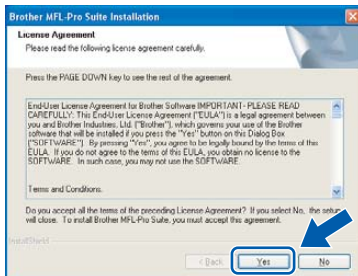 Brother MFL-Pro Suite Installation
License Agreement
Please read the following license agreement carefully.
Press the PAGE DOWN key to see the rest of the agreement.
End-User License Agreement for Brother Software IMPORTANT- PLEASE READ
CAREFULLY: This End-User License Agreement ("EULA") is a legal agreement between
you and Brother Industries, Ltd. ("Brother"), which governs your use of the Brother
software that will be installed if you press the "Yes" button on this Dialog Box
("SOFTWARE"). By pressing "Yes", you agree to be legally bound by the terms of this
EULA. If you do not agree to the terms of this EULA, you obtain no license to the
SOFTWARE. In such case, you may not use the SOFTWARE.
Terms and Conditions.
Do you accept all the terms of the preceding License Agreement? If you select No, the setup
will close. To install Brother MFL-Pro Suite, you must accept this agreement.
InstallShield
< Back
Yes
No